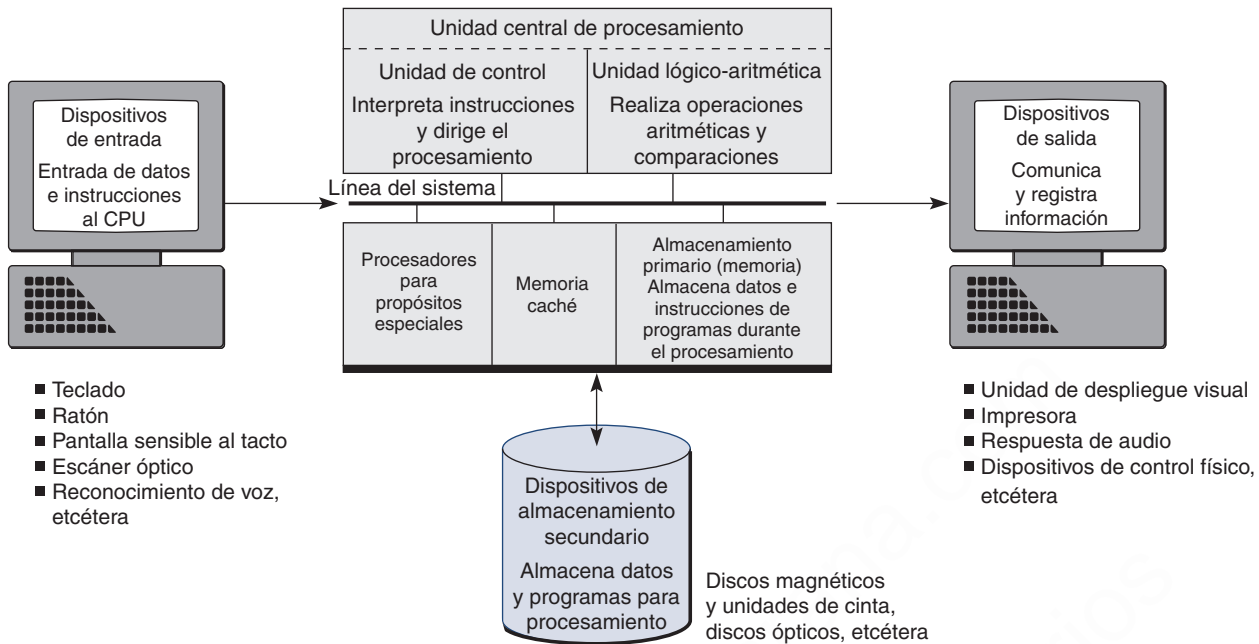 Unidad central de procesamiento
Unidad de control
Interpreta instrucciones
y dirige el
procesamiento
Unidad lógico-aritmética
Realiza operaciones
aritméticas y
comparaciones
Dispositivos
de entrada
Entrada de datos
e instrucciones
al CPU
Línea del sistema
Dispositivos
de salida
Comunica
y registra
información
Procesadores
para
propósitos
especiales
Memoria
caché
Almacenamiento
primario (memoria)
Almacena datos e
instrucciones de
programas durante
el procesamiento
Teclado
Ratón
Pantalla sensible al tacto
Escáner óptico
Reconocimiento de voz,
etcétera
Unidad de despliegue visual
Impresora
Respuesta de audio
Dispositivos de control físico,
etcétera
Dispositivos de
almacenamiento
secundario
Almacena datos
y programas para
procesamiento
Discos magnéticos
y unidades de cinta,
discos ópticos, etcétera